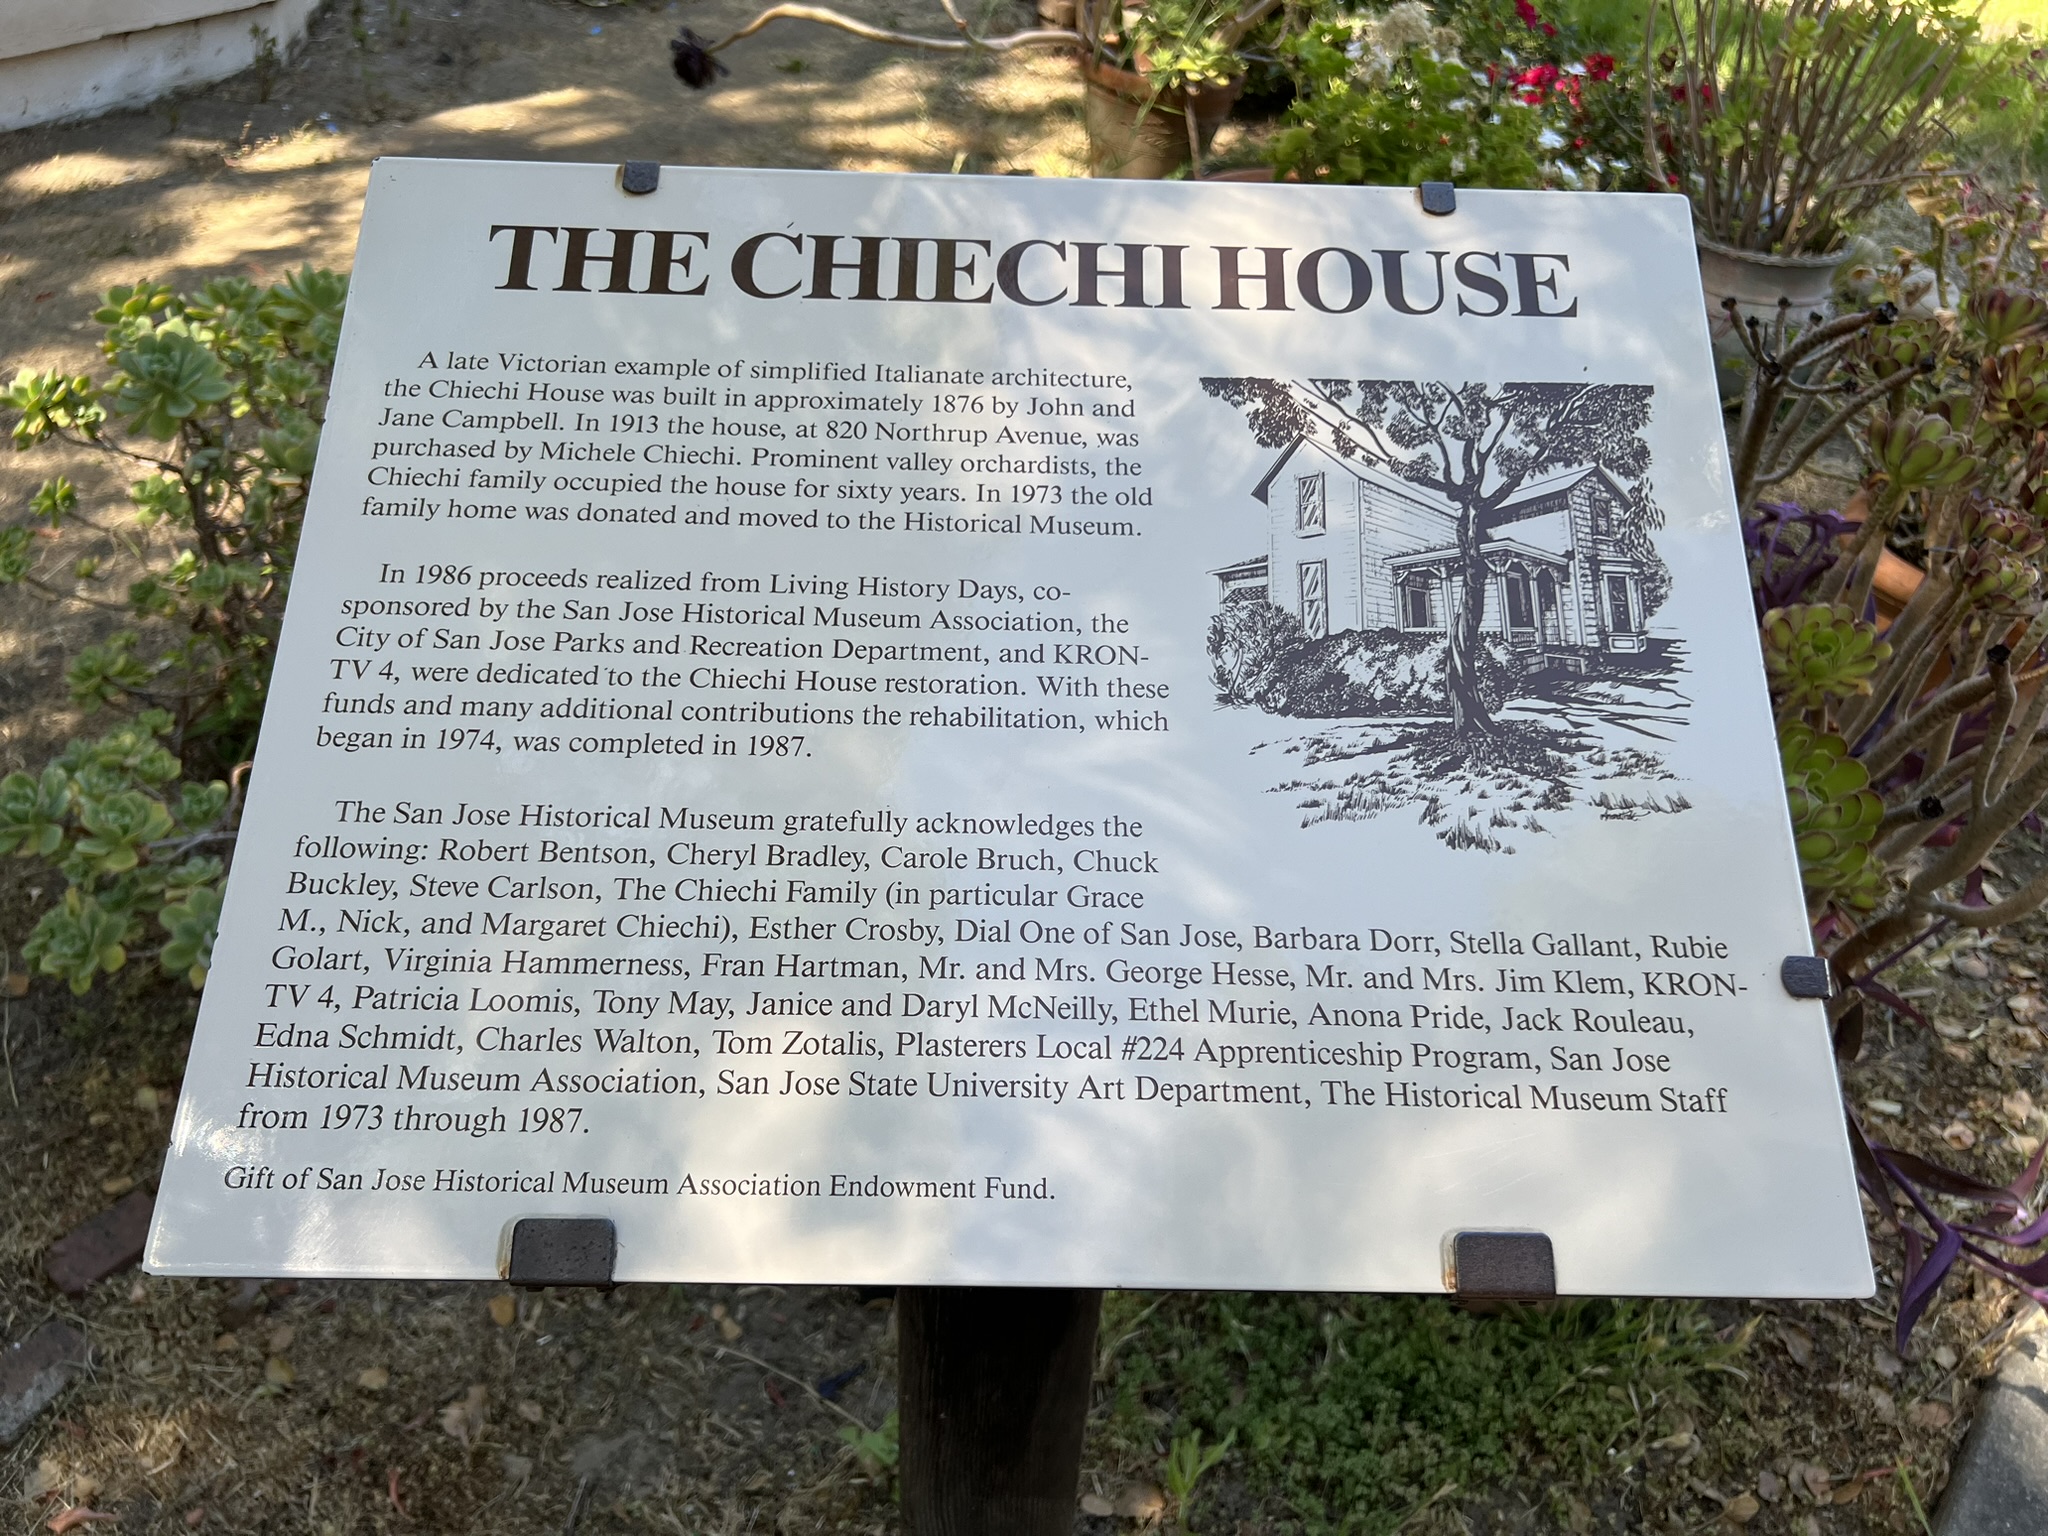 THE CHIECHI HOUSE
A late Victorian example of simplified Italianate architecture,
the Chiechi House was built in approximately 1876 by John and
Jane Campbell. In 1913 the house, at 820 Northrup Avenue, was
purchased by Michele Chiechi. Prominent valley orchardists, the
Chiechi family occupied the house for sixty years. In 1973 the old
family home was donated and moved to the Historical Museum.
In 1986 proceeds realized from Living History Days, co-
sponsored by the San Jose Historical Museum Association, the
City of San Jose Parks and Recreation Department, and KRON-
TV 4, were dedicated to the Chiechi House restoration. With these
funds and many additional contributions the rehabilitation, which
began in 1974, was completed in 1987.
The San Jose Historical Museum gratefully acknowledges the
following: Robert Bentson, Cheryl Bradley, Carole Bruch, Chuck
Buckley, Steve Carlson, The Chiechi Family (in particular Grace
M., Nick, and Margaret Chiechi), Esther Crosby, Dial One of San Jose, Barbara Dorr, Stella Gallant, Rubie
Golart, Virginia Hammerness, Fran Hartman, Mr. and Mrs. George Hesse, Mr. and Mrs. Jim Klem, KRON-
TV 4, Patricia Loomis, Tony May, Janice and Daryl McNeilly, Ethel Murie, Anona Pride, Jack Rouleau,
Edna Schmidt, Charles Walton, Tom Zotalis, Plasterers Local #224 Apprenticeship Program, San Jose
Historical Museum Association, San Jose State University Art Department, The Historical Museum Staff
from 1973 through 1987.
Gift of San Jose Historical Museum Association Endowment Fund.